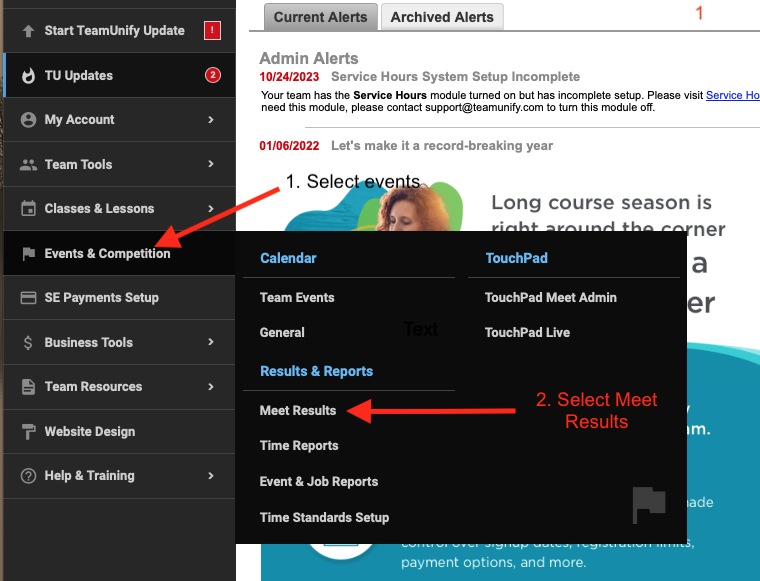 Start TeamUnify Update !
TU Updates 2
My Account
Team Tools
Classes & Lessons
Events & Competition
SE Payments Setup
Business Tools
Team Resources
Website Design
Help & Training
Current Alerts Archived Alerts
1
Admin Alerts
10/24/2023 Service Hours System Setup Incomplete
Your team has the Service Hours module turned on but has incomplete setup. Please visit Service Ho
need this module, please contact support@teamunify.com to turn this module off.
01/06/2022 Let's make it a record-breaking year
1. Select events
Long course season is
right around the corner
a
er
Calendar
Team Events
General
Text
Results & Reports
Meet Results
Time Reports
Event & Job Reports
Time Standards Setup
TouchPad
TouchPad Meet Admin
TouchPad Live
2. Select Meet
Results
y
am.
ade
control over signup dates, registration limits,
payment options, and more.